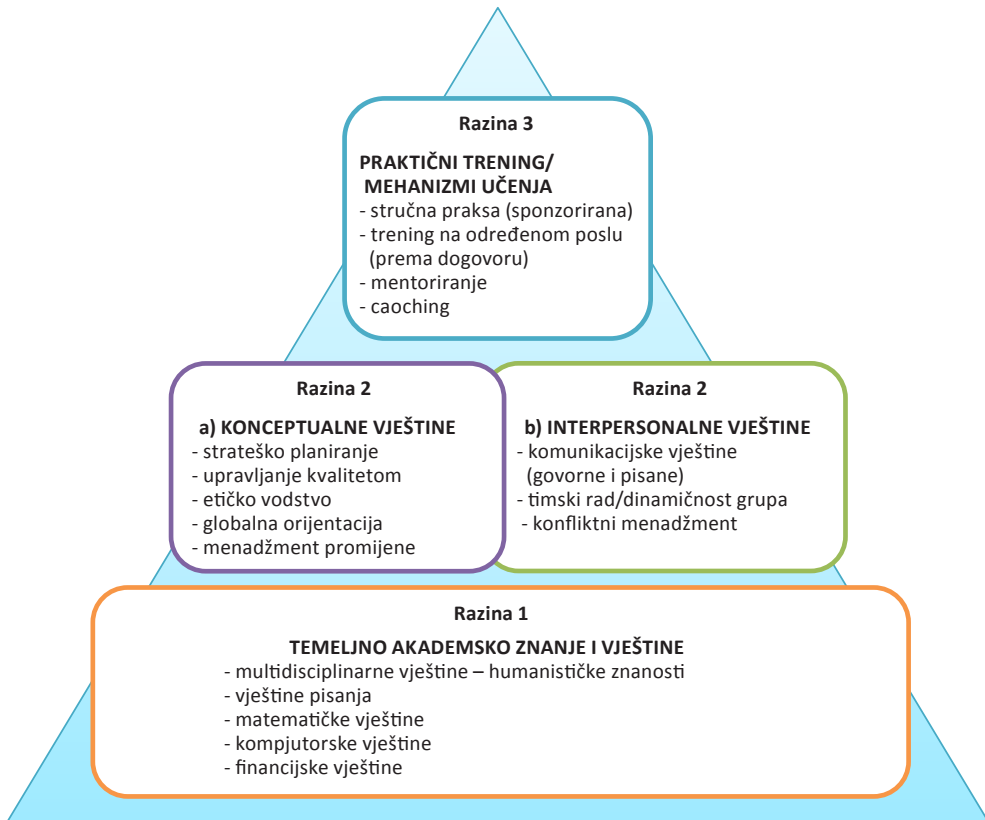 Razina 3
PRAKTIČNI TRENING/
MEHANIZMI UČENJA
- stručna praksa (sponzorirana)
- trening na određenom poslu
(prema dogovoru)
- mentoriranje
- caoching
Razina 2
a) KONCEPTUALNE VJEŠTINE
- strateško planiranje
- upravljanje kvalitetom
- etičko vodstvo
- globalna orijentacija
- menadžment promijene
Razina 2
b) INTERPERSONALNE VJEŠTINE
- komunikacijske vještine
(govorne i pisane)
- timski rad/dinamičnost grupa
- konfliktni menadžment
Razina 1
TEMELJNO AKADEMSKO ZNANJE I VJEŠTINE
- multidisciplinarne vještine – humanističke znanosti
- vještine pisanja
- matematičke vještine
- kompjutorske vještine
- financijske vještine